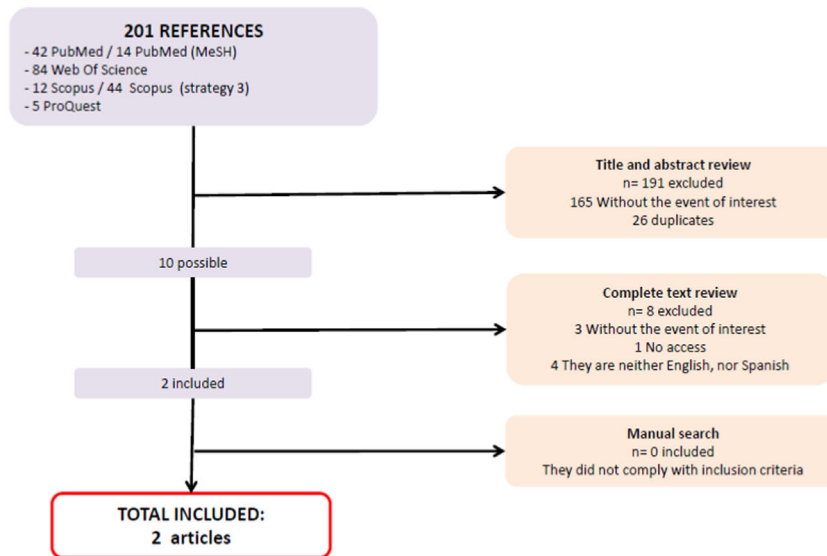 201 REFERENCES
- 42 PubMed / 14 PubMed (MeSH)
- 84 Web Of Science
- 12 Scopus / 44 Scopus (strategy 3)
- 5 ProQuest
Title and abstract review
n= 191 excluded
165 Without the event of interest
26 duplicates
10 possible
Complete text review
n= 8 excluded
3 Without the event of interest
1 No access
4 They are neither English, nor Spanish
2 included
Manual search
n= 0 included
They did not comply with inclusion criteria
TOTAL INCLUDED:
2 articles